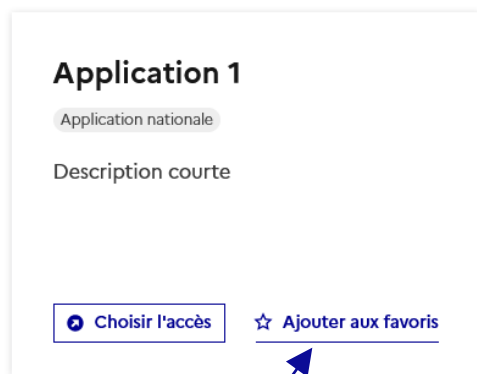 Application 1
Application nationale
Description courte
Choisir l'accès
Ajouter aux favoris